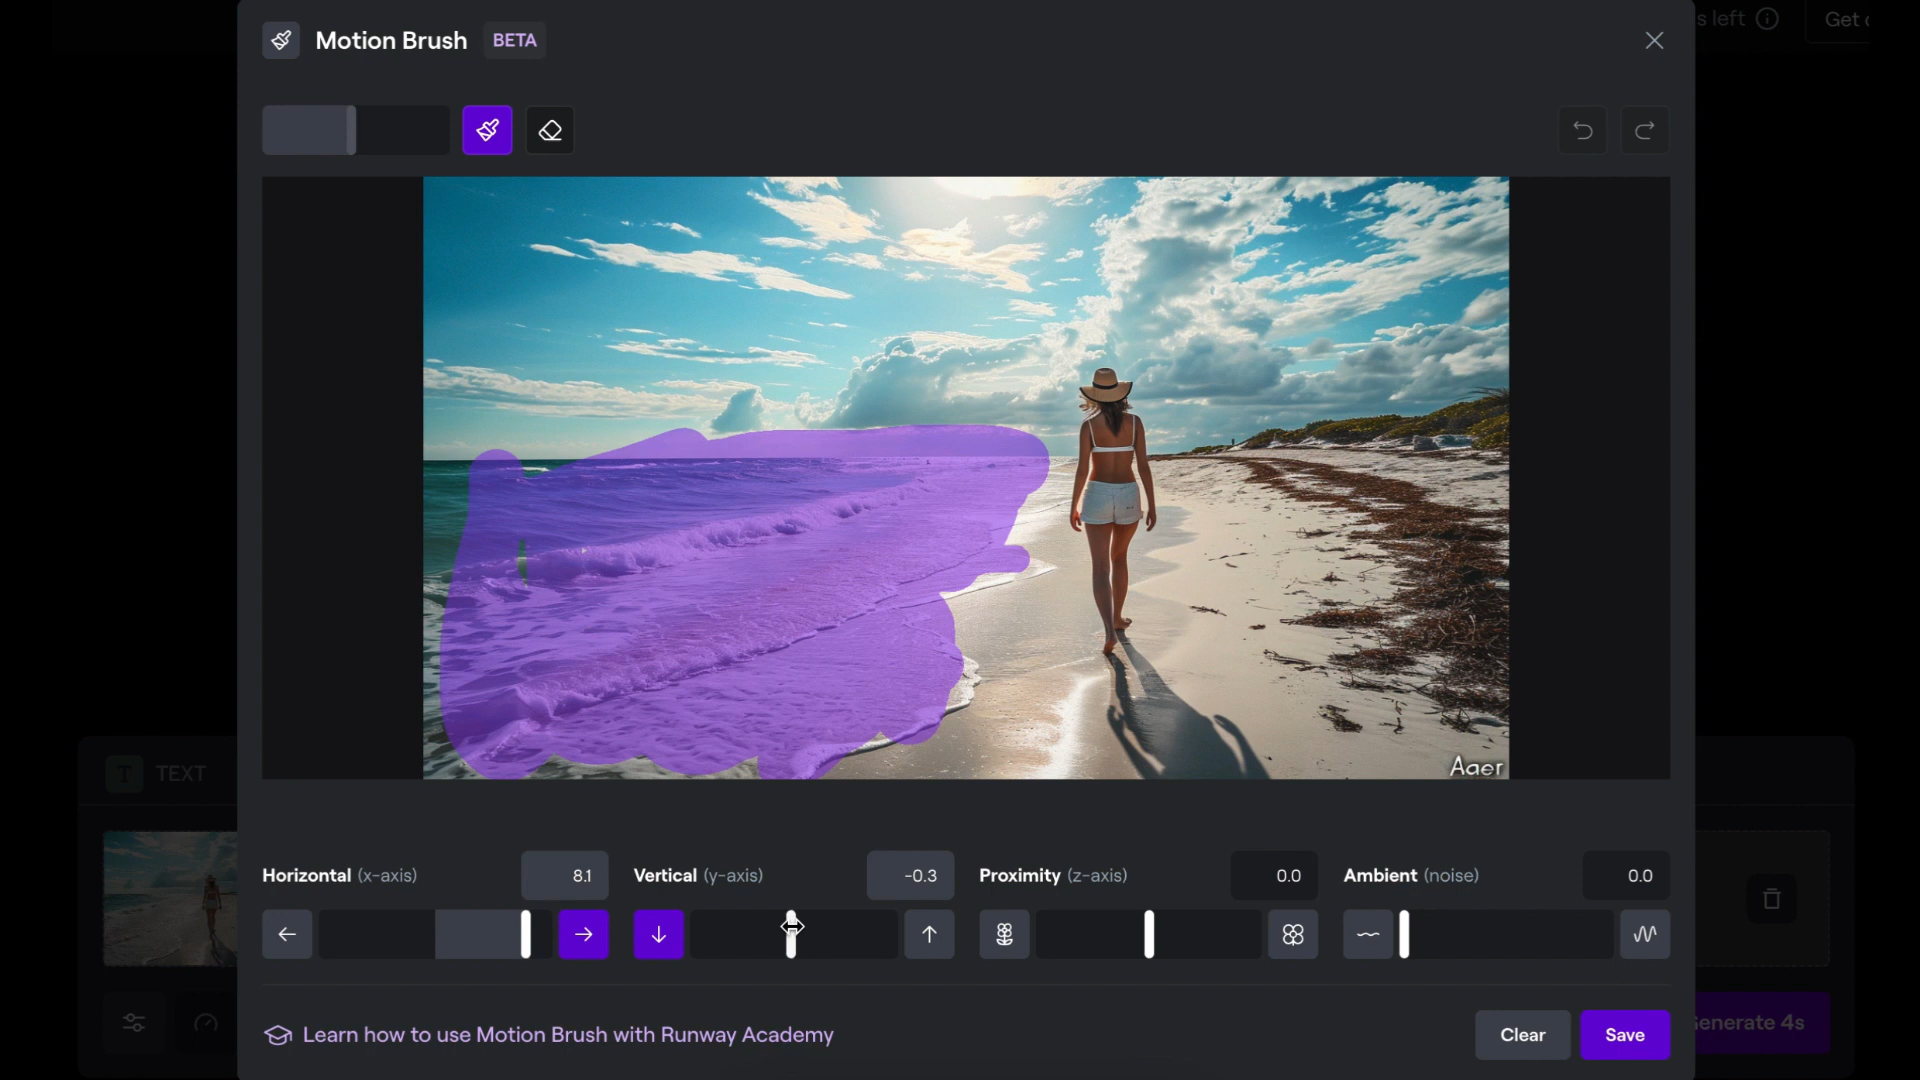 s left
Get
Motion Brush BETA
Aaer
T TEXT
Horizontal (x-axis) 8.1 Vertical (y-axis) -0.3 Proximity (z-axis) 0.0 Ambient (noise) 0.0
Learn how to use Motion Brush with Runway Academy
Clear Save
enerate 4s